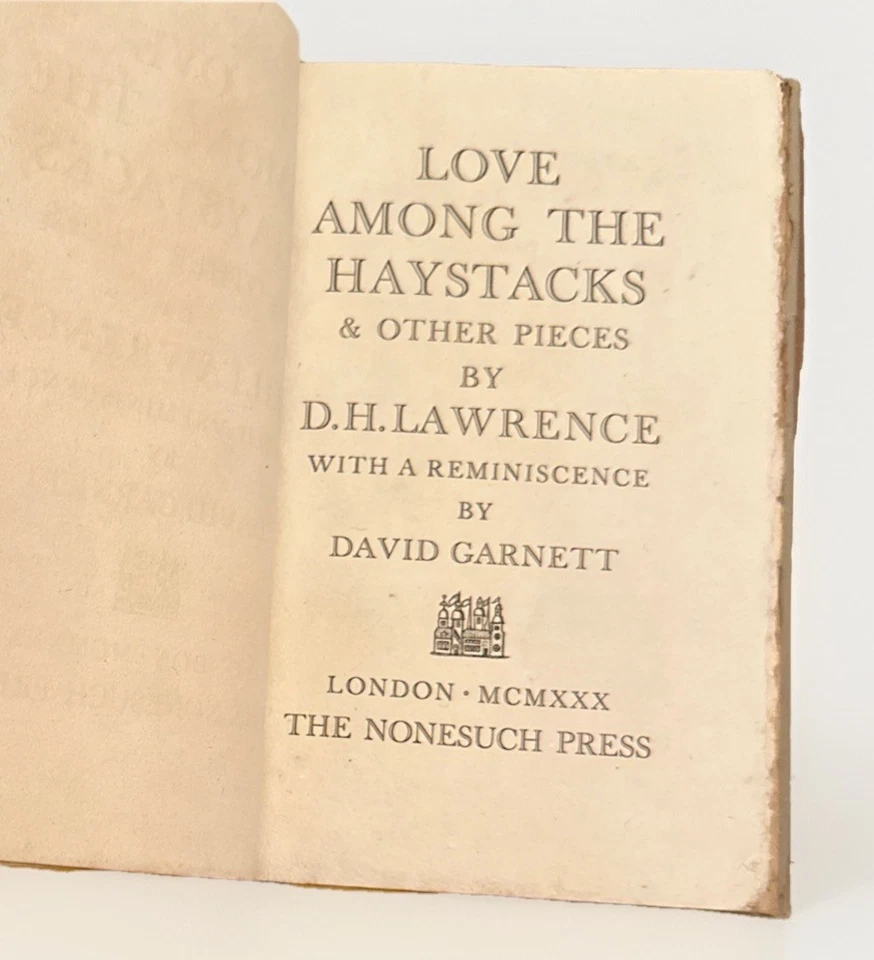 LOVE
AMONG THE
HAYSTACKS
& OTHER PIECES
BY
D.H.LAWRENCE
WITH A REMINISCENCE
BY
DAVID GARNETT
LONDON · MCMXXX
THE NONESUCH PRESS